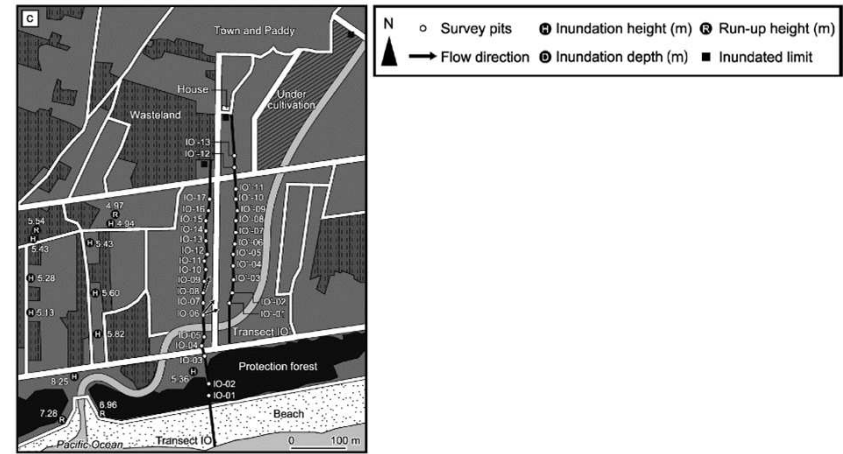 C
Town and Paddy
House
Under
cultivation
Wasteland
IO'-13
IO'-12
IO-17
IO-16
IO-15
IO-14
IO-13
IO-12
IO-11
IO-10
IO-09
IO-08
IO-07
IO-06
IO-05
IO-04
IO-03
IO-02
IO-01
IO'-11
IO'-10
IO'-09
IO'-08
IO'-07
IO'-06
IO'-05
IO'-04
IO'-03
IO'-02
IO'-01
4.97
R
H 4.94
5.54
R
H
5.43
H 5.43
H 5.28
H 5.60
H 5.13
H 5.82
Transect IO'
Protection forest
8.25 H
5.36 H
7.26 R
6.96
R
Beach
Pacific Ocean
Transect IO
0 100 m
N
Survey pits
H Inundation height (m)
R Run-up height (m)
Flow direction
D Inundation depth (m)
Inundated limit